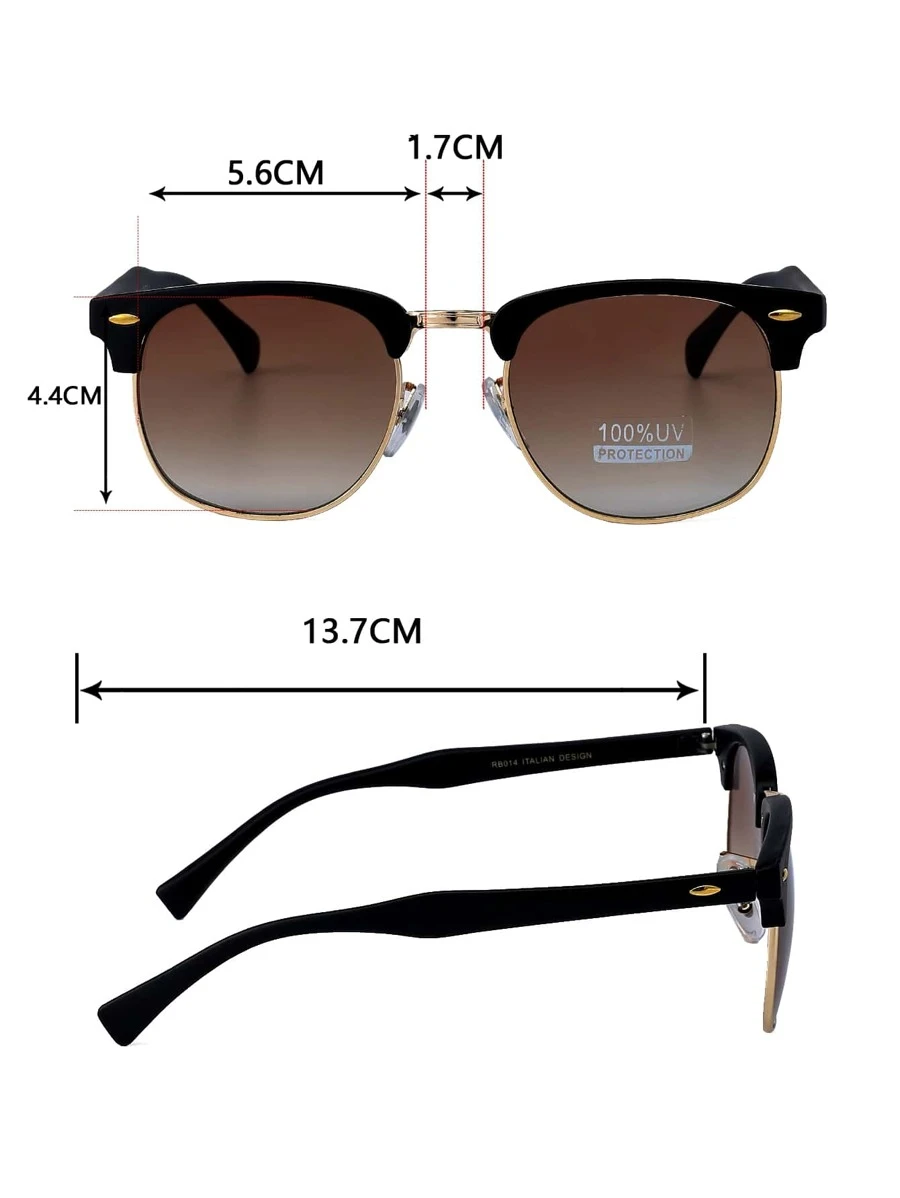 1.7CM
5.6CM
4.4CM
100%UV
PROTECTION
13.7CM
RB014 ITALIAN DESIGN